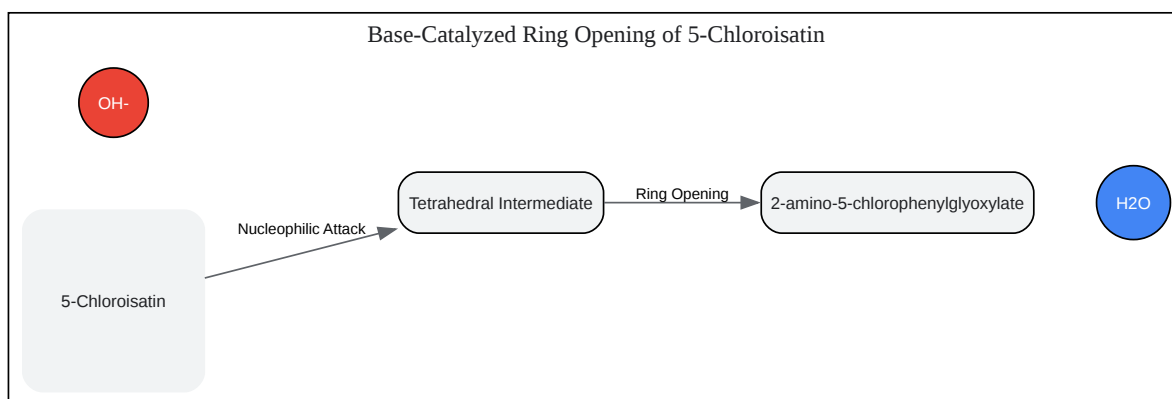 Base-Catalyzed Ring Opening of 5-Chloroisatin
OH-
Nucleophilic Attack
5-Chloroisatin
Tetrahedral Intermediate
Ring Opening
2-amino-5-chlorophenylglyoxylate
H2O